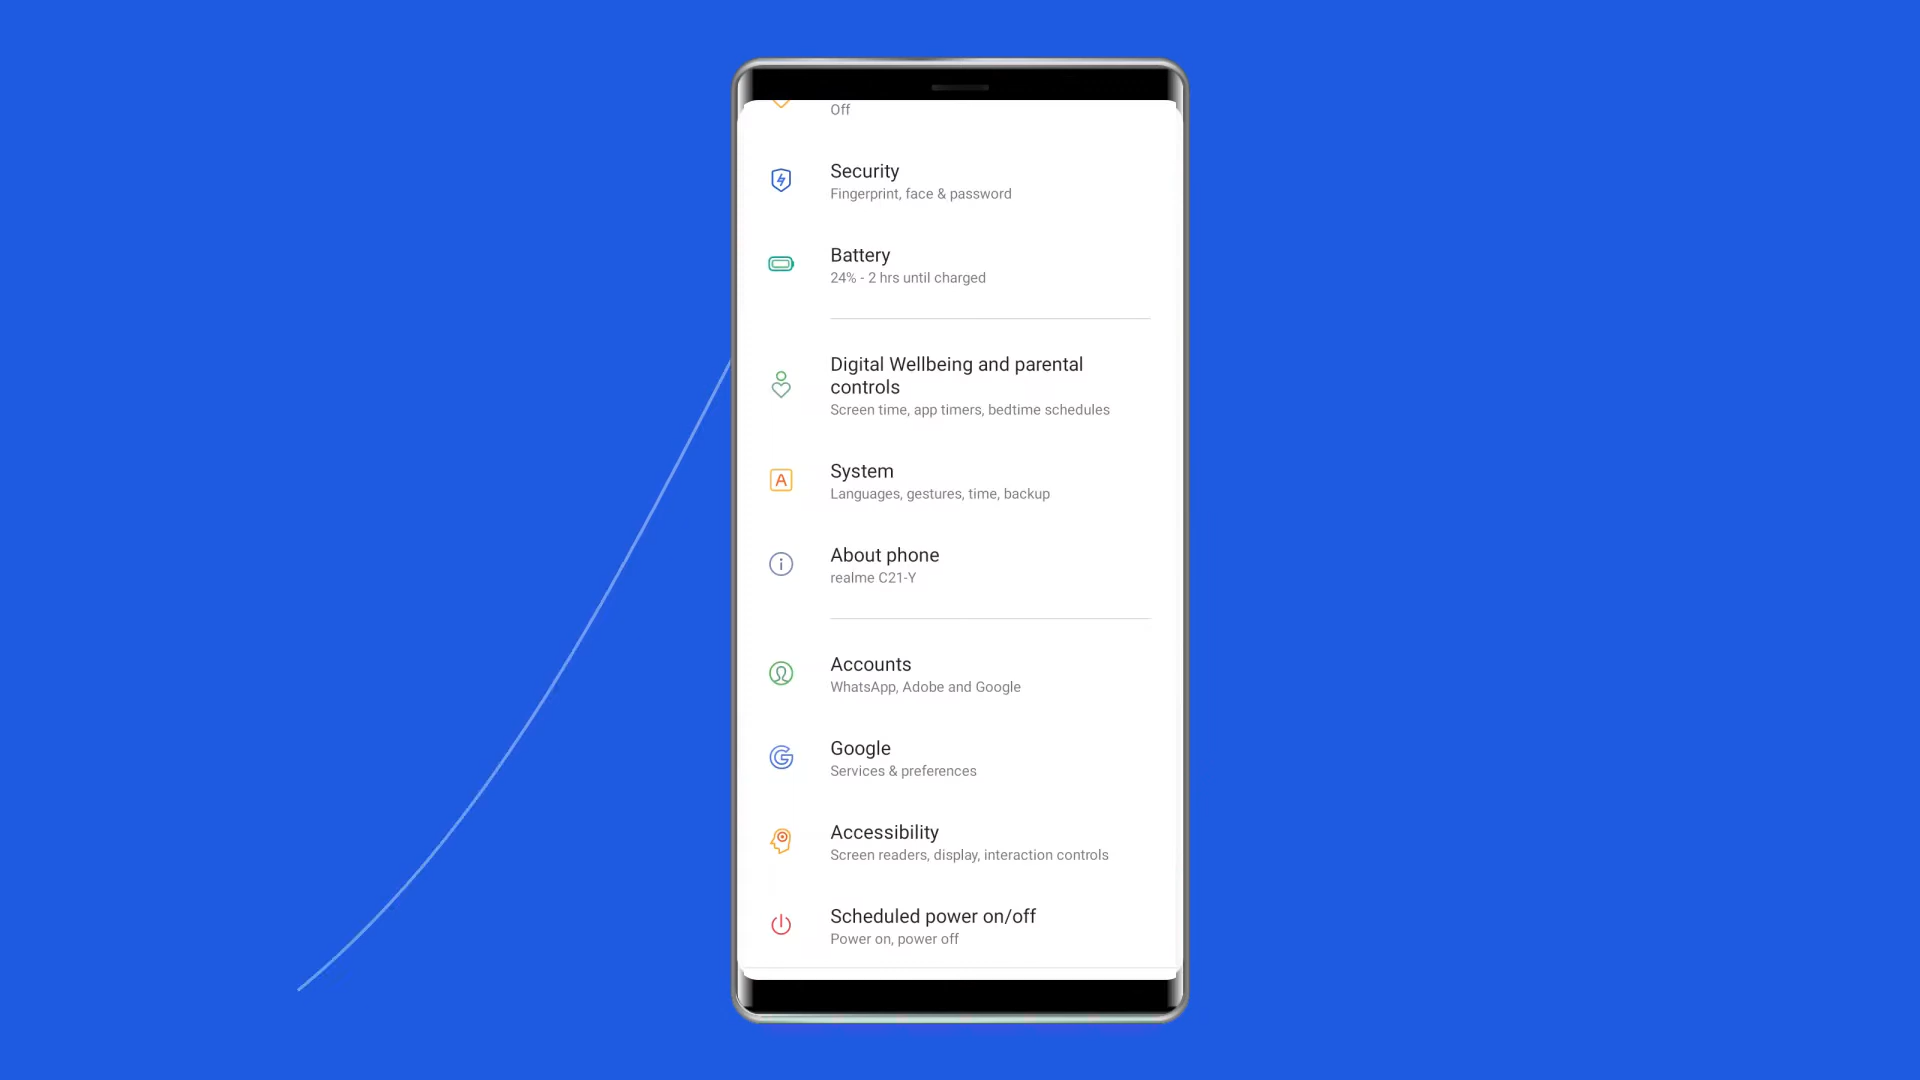 Off
Security
Fingerprint, face & password
Battery
24% - 2 hrs until charged
Digital Wellbeing and parental
controls
Screen time, app timers, bedtime schedules
System
Languages, gestures, time, backup
About phone
realme C21-Y
Accounts
WhatsApp, Adobe and Google
Google
Services & preferences
Accessibility
Screen readers, display, interaction controls
Scheduled power on/off
Power on, power off